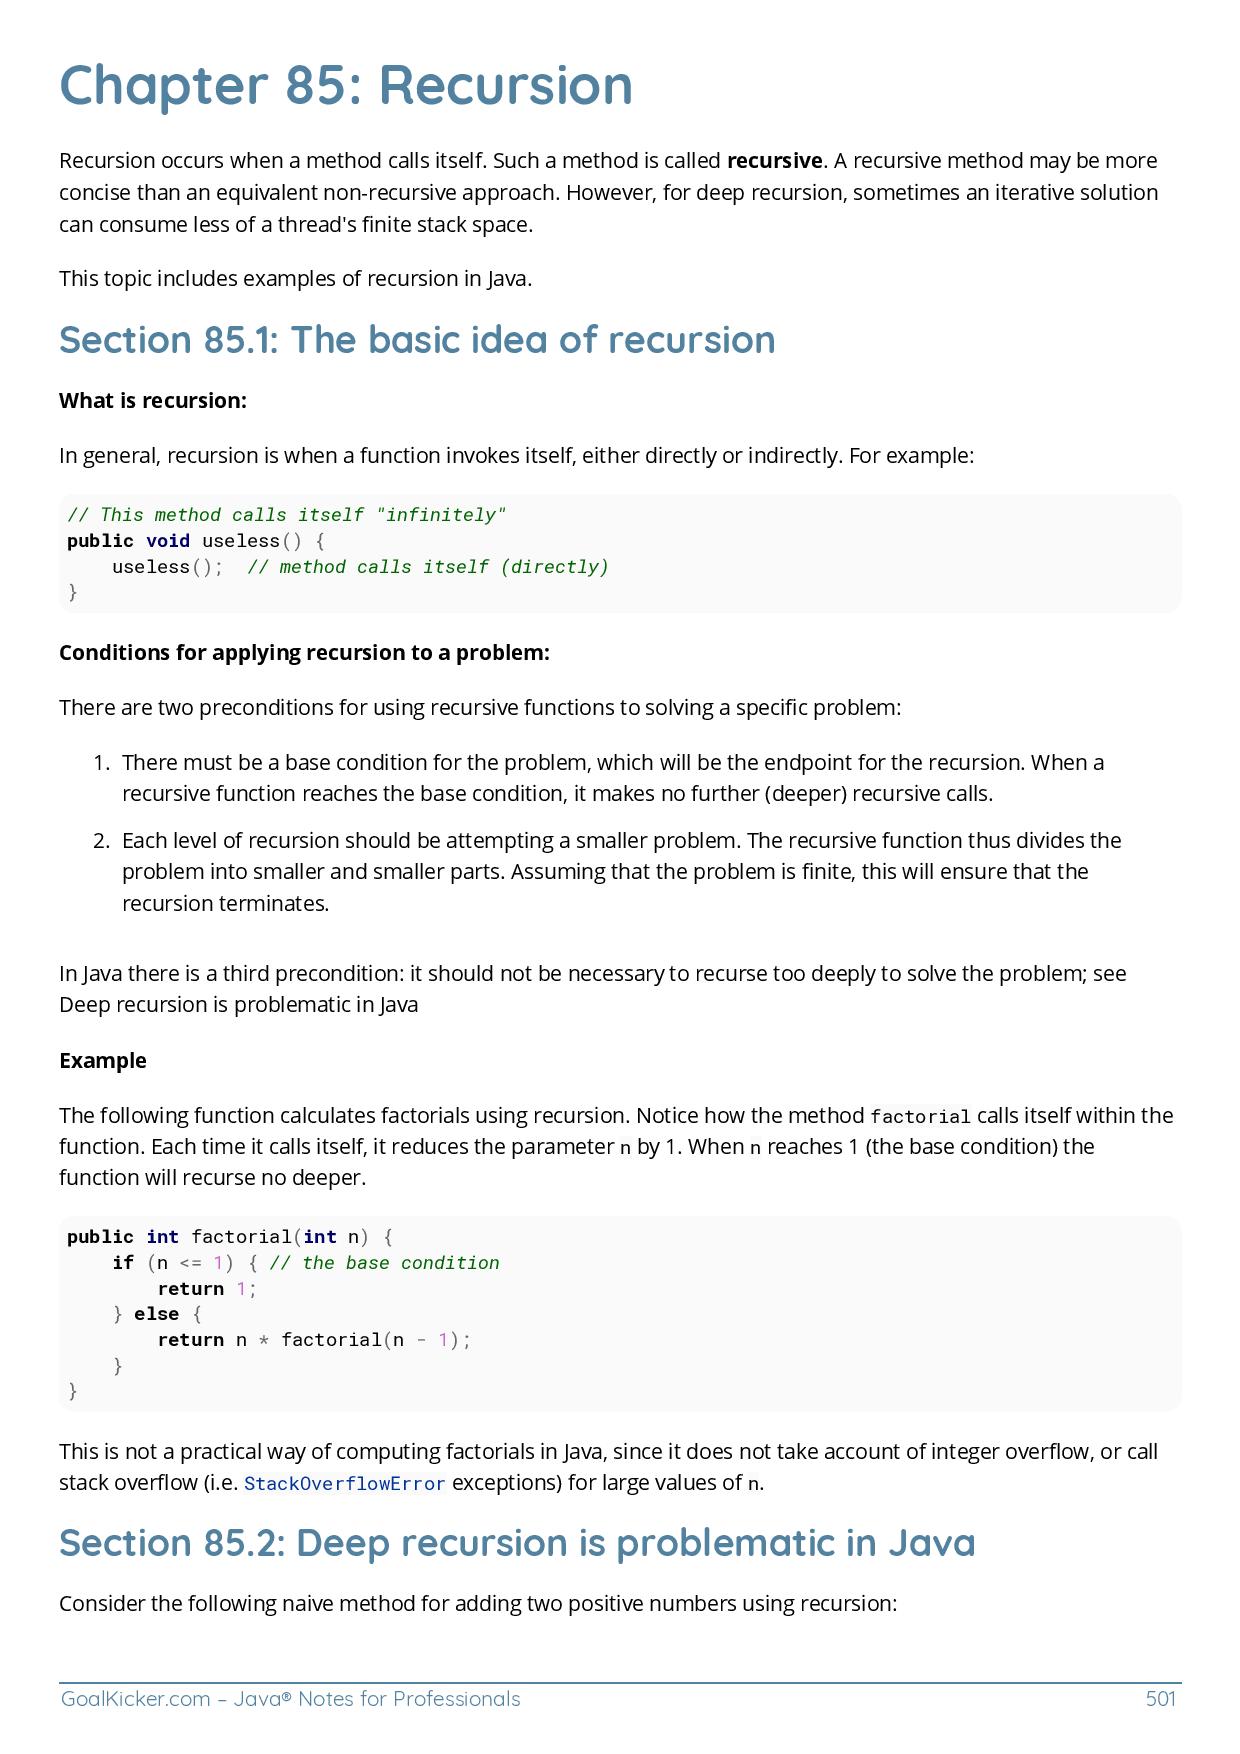 Chapter 85: Recursion
Recursion occurs when a method calls itself. Such a method is called recursive. A recursive method may be more
concise than an equivalent non-recursive approach. However, for deep recursion, sometimes an iterative solution
can consume less of a thread's finite stack space.
This topic includes examples of recursion in Java.
Section 85.1: The basic idea of recursion
What is recursion:
In general, recursion is when a function invokes itself, either directly or indirectly. For example:
// This method calls itself "infinitely"
public void useless() {
    useless();  // method calls itself (directly)
}
Conditions for applying recursion to a problem:
There are two preconditions for using recursive functions to solving a specific problem:
1. There must be a base condition for the problem, which will be the endpoint for the recursion. When a
recursive function reaches the base condition, it makes no further (deeper) recursive calls.
2. Each level of recursion should be attempting a smaller problem. The recursive function thus divides the
problem into smaller and smaller parts. Assuming that the problem is finite, this will ensure that the
recursion terminates.
In Java there is a third precondition: it should not be necessary to recurse too deeply to solve the problem; see
Deep recursion is problematic in Java
Example
The following function calculates factorials using recursion. Notice how the method factorial calls itself within the
function. Each time it calls itself, it reduces the parameter n by 1. When n reaches 1 (the base condition) the
function will recurse no deeper.
public int factorial(int n) {
    if (n <= 1) { // the base condition
        return 1;
    } else {
        return n * factorial(n - 1);
    }
}
This is not a practical way of computing factorials in Java, since it does not take account of integer overflow, or call
stack overflow (i.e. StackOverflowError exceptions) for large values of n.
Section 85.2: Deep recursion is problematic in Java
Consider the following naive method for adding two positive numbers using recursion:
GoalKicker.com – Java® Notes for Professionals 501